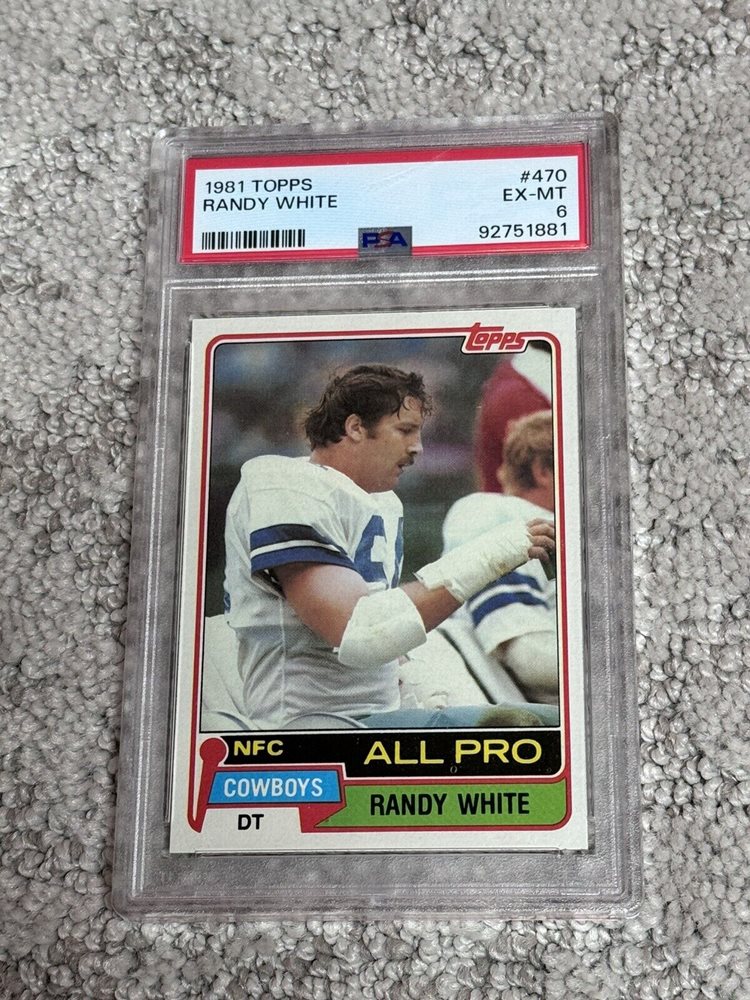 1981 TOPPS #470
RANDY WHITE EX-MT
6
PSA 92751881
TOPPS
NFC ALL PRO
COWBOYS RANDY WHITE
DT